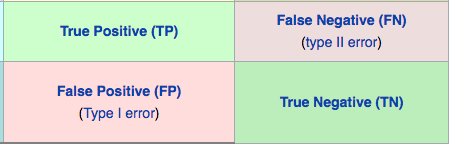 True Positive (TP)
False Negative (FN)
(type II error)
False Positive (FP)
(Type I error)
True Negative (TN)